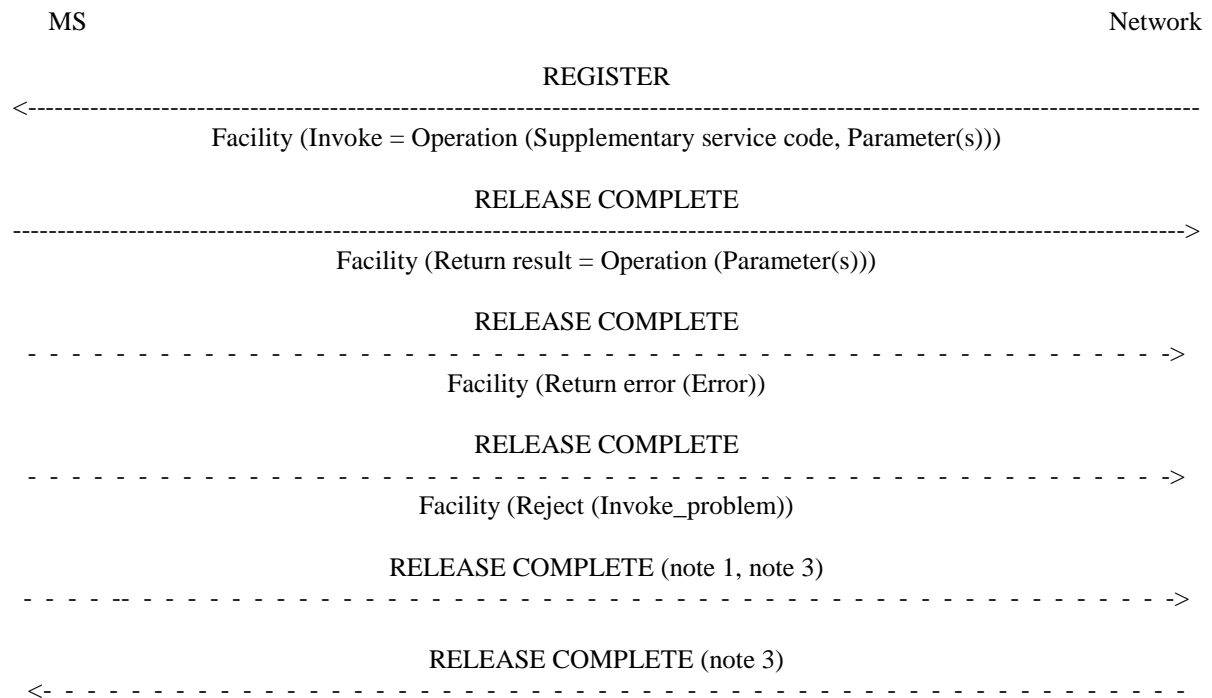 MS Network
REGISTER
<------------------------------------------------------------------------------------------------------------------------------------
Facility (Invoke = Operation (Supplementary service code, Parameter(s)))
RELEASE COMPLETE
------------------------------------------------------------------------------------------------------------------------------------>
Facility (Return result = Operation (Parameter(s)))
RELEASE COMPLETE
- - - - - - - - - - - - - - - - - - - - - - - - - - - - - - - - - - - - - - - - - - - - - - - - - - - - - ->
Facility (Return error (Error))
RELEASE COMPLETE
- - - - - - - - - - - - - - - - - - - - - - - - - - - - - - - - - - - - - - - - - - - - - - - - - - - - - ->
Facility (Reject (Invoke_problem))
RELEASE COMPLETE (note 1, note 3)
- - - - -- - - - - - - - - - - - - - - - - - - - - - - - - - - - - - - - - - - - - - - - - - - - - - - - ->
RELEASE COMPLETE (note 3)
<- - - - - - - - - - - - - - - - - - - - - - - - - - - - - - - - - - - - - - - - - - - - - - - - - - - - -